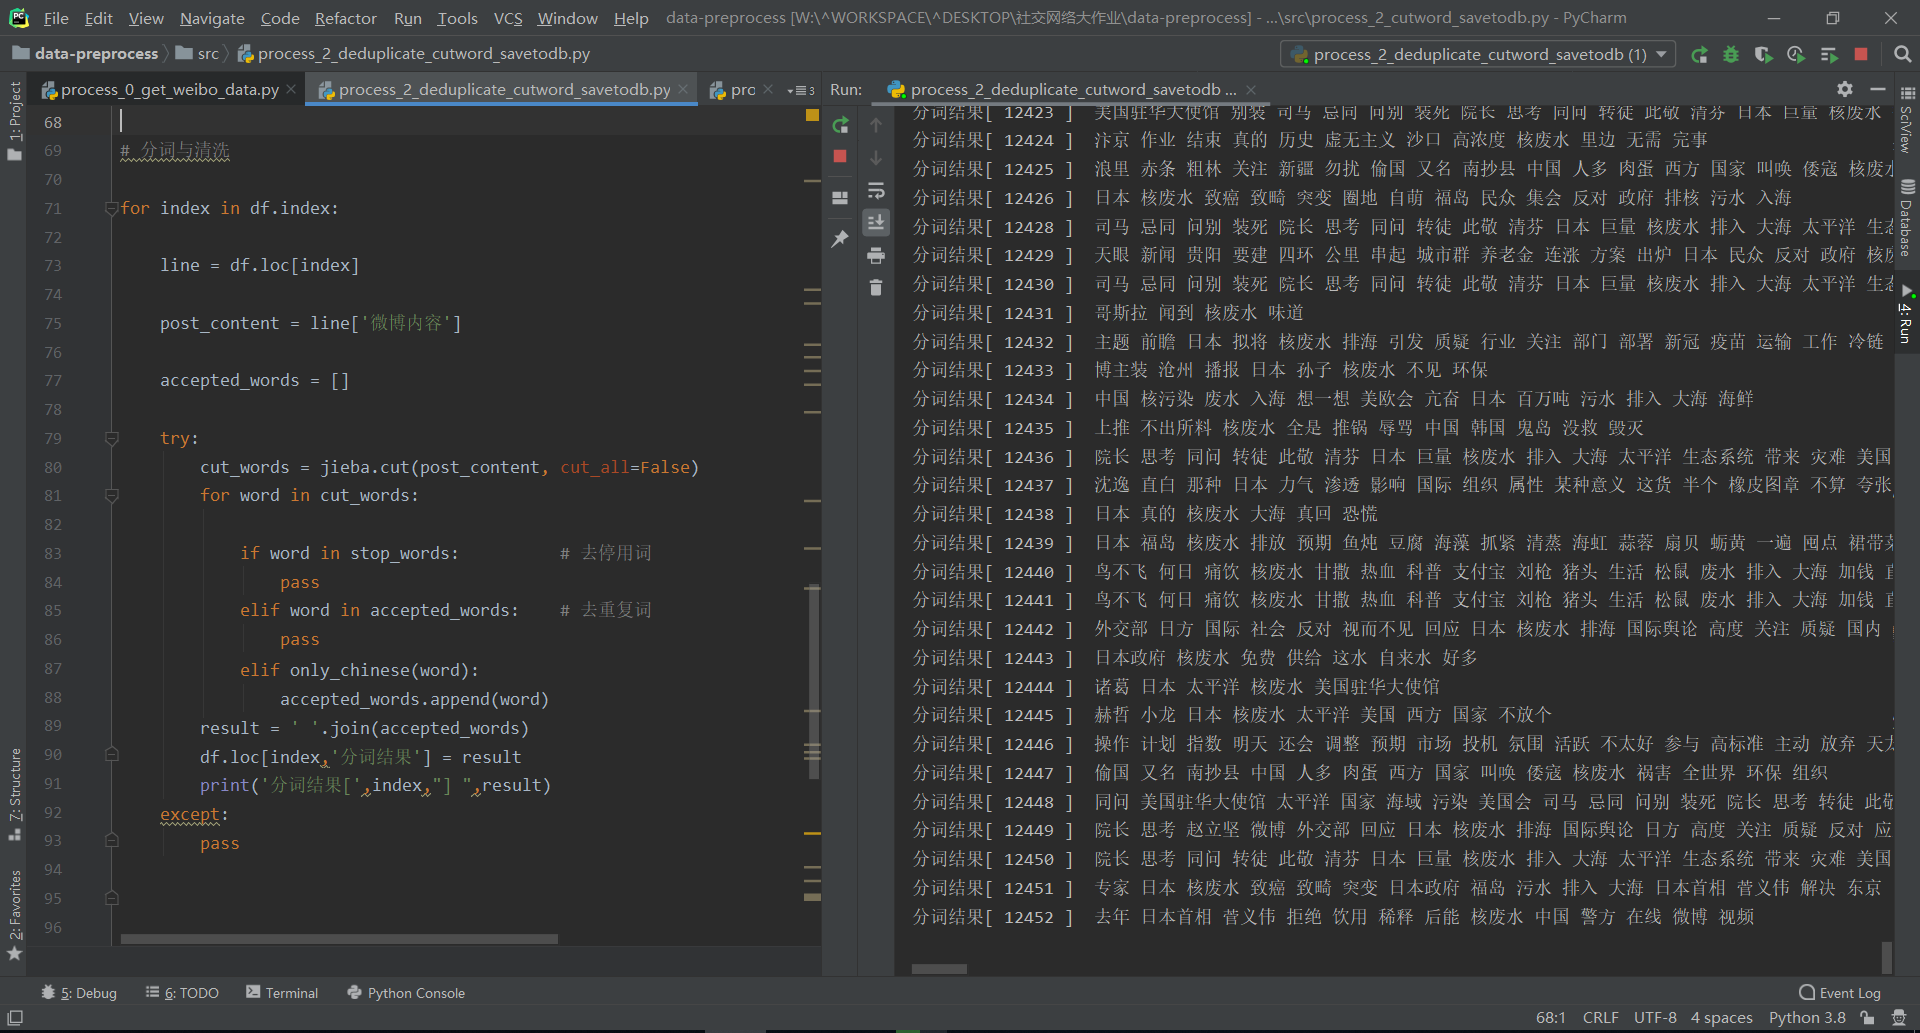 File Edit View Navigate Code Refactor Run Tools VCS Window Help data-preprocess [W:\^WORKSPACE\^DESKTOP\社交网络大作业\data-preprocess] - ...\src\process_2_cutword_savetodb.py - PyCharm
data-preprocess src process_2_deduplicate_cutword_savetodb.py process_2_deduplicate_cutword_savetodb (1)
process_0_get_weibo_data.py process_2_deduplicate_cutword_savetodb.py pro 3 Run: process_2_deduplicate_cutword_savetodb ...
1: Project
7: Structure
2: Favorites
68
69 # 分词与清洗
70
71 for index in df.index:
72
73 line = df.loc[index]
74
75 post_content = line['微博内容']
76
77 accepted_words = []
78
79 try:
80 cut_words = jieba.cut(post_content, cut_all=False)
81 for word in cut_words:
82
83 if word in stop_words: # 去停用词
84 pass
85 elif word in accepted_words: # 去重复词
86 pass
87 elif only_chinese(word):
88 accepted_words.append(word)
89 result = ' '.join(accepted_words)
90 df.loc[index,'分词结果'] = result
91 print('分词结果[',index,"] ",result)
92 except:
93 pass
94
95
96
分词结果[ 12423 ] 美国驻华大使馆 别装 司马 忌同 问别 装死 院长 思考 同问 转徒 此敬 清芬 日本 巨量 核废水
分词结果[ 12424 ] 汴京 作业 结束 真的 历史 虚无主义 沙口 高浓度 核废水 里边 无需 完事
分词结果[ 12425 ] 浪里 赤条 粗林 关注 新疆 勿扰 偷国 又名 南抄县 中国 人多 肉蛋 西方 国家 叫唤 倭寇 核废水
分词结果[ 12426 ] 日本 核废水 致癌 致畸 突变 圈地 自萌 福岛 民众 集会 反对 政府 排核 污水 入海
分词结果[ 12428 ] 司马 忌同 问别 装死 院长 思考 同问 转徒 此敬 清芬 日本 巨量 核废水 排入 大海 太平洋 生态
分词结果[ 12429 ] 天眼 新闻 贵阳 要建 四环 公里 串起 城市群 养老金 连涨 方案 出炉 日本 民众 反对 政府 核废
分词结果[ 12430 ] 司马 忌同 问别 装死 院长 思考 同问 转徒 此敬 清芬 日本 巨量 核废水 排入 大海 太平洋 生态
分词结果[ 12431 ] 哥斯拉 闻到 核废水 味道
分词结果[ 12432 ] 主题 前瞻 日本 拟将 核废水 排海 引发 质疑 行业 关注 部门 部署 新冠 疫苗 运输 工作 冷链
分词结果[ 12433 ] 博主装 沧州 播报 日本 孙子 核废水 不见 环保
分词结果[ 12434 ] 中国 核污染 废水 入海 想一想 美欧会 亢奋 日本 百万吨 污水 排入 大海 海鲜
分词结果[ 12435 ] 上推 不出所料 核废水 全是 推锅 辱骂 中国 韩国 鬼岛 没救 毁灭
分词结果[ 12436 ] 院长 思考 同问 转徒 此敬 清芬 日本 巨量 核废水 排入 大海 太平洋 生态系统 带来 灾难 美国
分词结果[ 12437 ] 沈逸 直白 那种 日本 力气 渗透 影响 国际 组织 属性 某种意义 这货 半个 橡皮图章 不算 夸张
分词结果[ 12438 ] 日本 真的 核废水 大海 真回 恐慌
分词结果[ 12439 ] 日本 福岛 核废水 排放 预期 鱼炖 豆腐 海藻 抓紧 清蒸 海虹 蒜蓉 扇贝 蛎黄 一遍 囤点 裙带菜
分词结果[ 12440 ] 鸟不飞 何日 痛饮 核废水 甘撒 热血 科普 支付宝 刘枪 猪头 生活 松鼠 废水 排入 大海 加钱
分词结果[ 12441 ] 鸟不飞 何日 痛饮 核废水 甘撒 热血 科普 支付宝 刘枪 猪头 生活 松鼠 废水 排入 大海 加钱
分词结果[ 12442 ] 外交部 日方 国际 社会 反对 视而不见 回应 日本 核废水 排海 国际舆论 高度 关注 质疑 国内
分词结果[ 12443 ] 日本政府 核废水 免费 供给 这水 自来水 好多
分词结果[ 12444 ] 诸葛 日本 太平洋 核废水 美国驻华大使馆
分词结果[ 12445 ] 赫哲 小龙 日本 核废水 太平洋 美国 西方 国家 不放个
分词结果[ 12446 ] 操作 计划 指数 明天 还会 调整 预期 市场 投机 氛围 活跃 不太好 参与 高标准 主动 放弃
分词结果[ 12447 ] 偷国 又名 南抄县 中国 人多 肉蛋 西方 国家 叫唤 倭寇 核废水 祸害 全世界 环保 组织
分词结果[ 12448 ] 同问 美国驻华大使馆 太平洋 国家 海域 污染 美国会 司马 忌同 问别 装死 院长 思考 转徒 此敬
分词结果[ 12449 ] 院长 思考 赵立坚 微博 外交部 回应 日本 核废水 排海 国际舆论 日方 高度 关注 质疑 反对 应
分词结果[ 12450 ] 院长 思考 同问 转徒 此敬 清芬 日本 巨量 核废水 排入 大海 太平洋 生态系统 带来 灾难 美国
分词结果[ 12451 ] 专家 日本 核废水 致癌 致畸 突变 日本政府 福岛 污水 排入 大海 日本首相 菅义伟 解决 东京
分词结果[ 12452 ] 去年 日本首相 菅义伟 拒绝 饮用 稀释 后能 核废水 中国 警方 在线 微博 视频
SciView
Database
4: Run
5: Debug 6: TODO Terminal Python Console Event Log
68:1 CRLF UTF-8 4 spaces Python 3.8